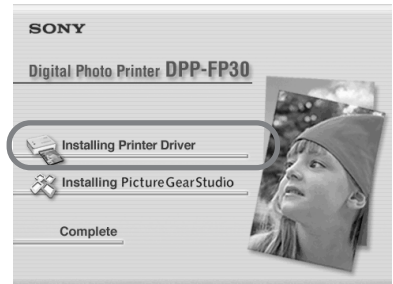 SONY
Digital Photo Printer DPP-FP30
Installing Printer Driver
Installing PictureGearStudio
Complete